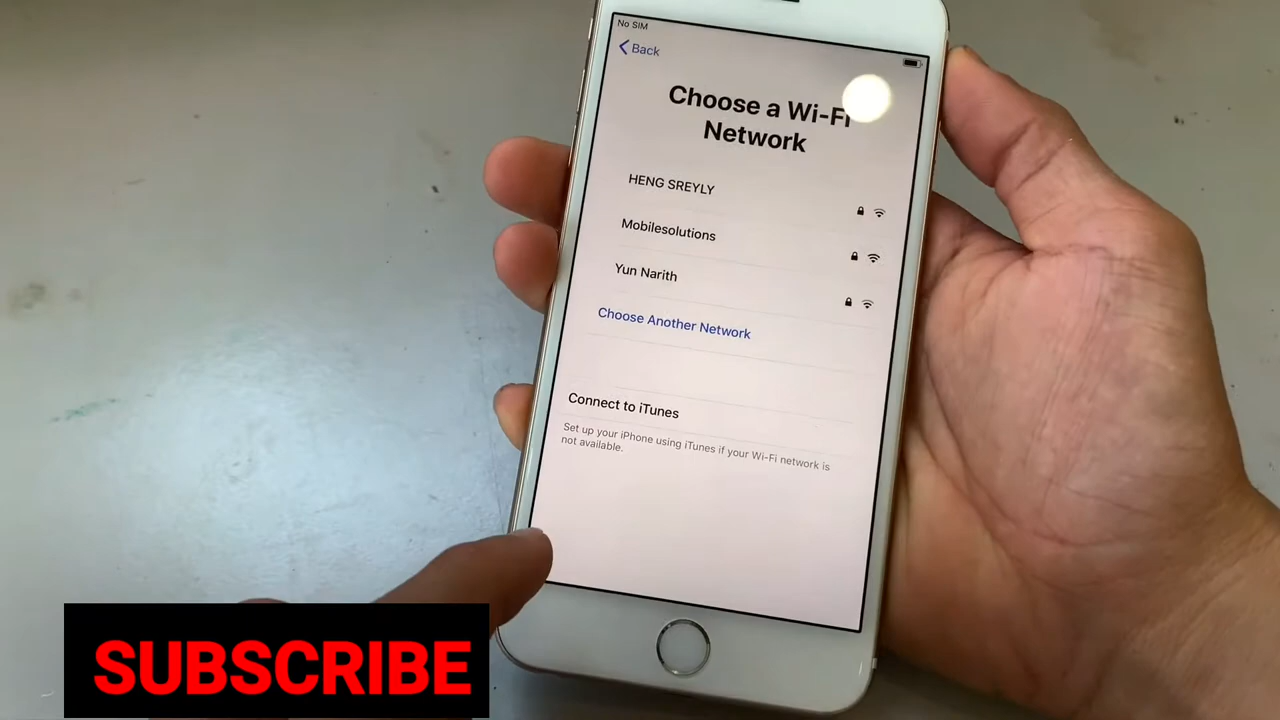 No SIM
Back
Choose a Wi-Fi
Network
HENG SREYLY
Mobilesolutions
Yun Narith
Choose Another Network
Connect to iTunes
Set up your iPhone using iTunes if your Wi-Fi network is
not available.
SUBSCRIBE